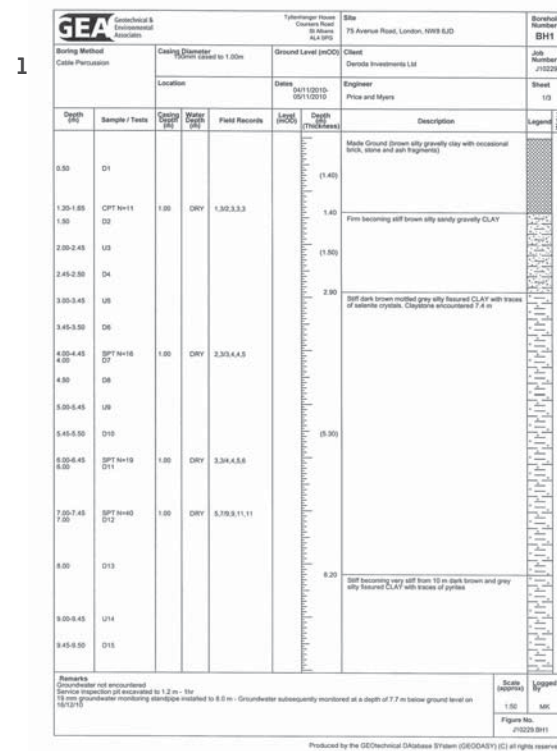 1
GEA Geotechnical & Environmental Associates
Tyttenhanger House
Coursers Road
St Albans
AL4 0PG
Site
75 Avenue Road, London, NW8 6JD
Borehole Number
BH1
Boring Method
Cable Percussion
Casing Diameter
150mm cased to 1.00m
Ground Level (mOD)
Client
Deroda Investments Ltd
Job Number
J10229
Location
Dates
04/11/2010-
05/11/2010
Engineer
Price and Myers
Sheet
1/3
Depth (m) Sample / Tests Casing Depth (m) Water Depth (m) Field Records Level (mOD) Depth (m) (Thickness) Description Legend
Made Ground (brown silty gravelly clay with occasional
brick, stone and ash fragments)
0.50 D1
(1.40)
CPT N=11 1.00 DRY 1,3/2,3,3,3
1.40
1.50 D2
Firm becoming stiff brown silty sandy gravelly CLAY
2.00-2.45 U3
(1.50)
2.45-2.50 D4
2.90
3.00-3.45 U5
Stiff dark brown mottled grey silty fissured CLAY with traces
of selenite crystals. Claystone encountered 7.4 m
3.45-3.50 D6
4.00-4.45 SPT N=16 1.00 DRY 2,3/3,4,4,5
4.00 D7
4.50 D8
5.00-5.45 U9
5.45-5.50 D10
(5.30)
6.00-6.45 SPT N=19 1.00 DRY 3,3/4,4,5,6
6.00 D11
7.00-7.45 SPT N=40 1.00 DRY 5,7/9,9,11,11
7.00 D12
8.00 D13
8.20
Stiff becoming very stiff from 10 m dark brown and grey
silty fissured CLAY with traces of pyrites
9.00-9.45 U14
9.45-9.50 D15
Remarks
Groundwater not encountered
Service inspection pit excavated to 1.2 m - 1hr
19 mm groundwater monitoring standpipe installed to 8.0 m - Groundwater subsequently monitored at a depth of 7.7 m below ground level on
16/12/10
Scale (approx)
1:50
Logged By
MK
Figure No.
J10229.BH1
Produced by the GEOtechnical DAtabase SYstem (GEODASY) (C) all rights reserved